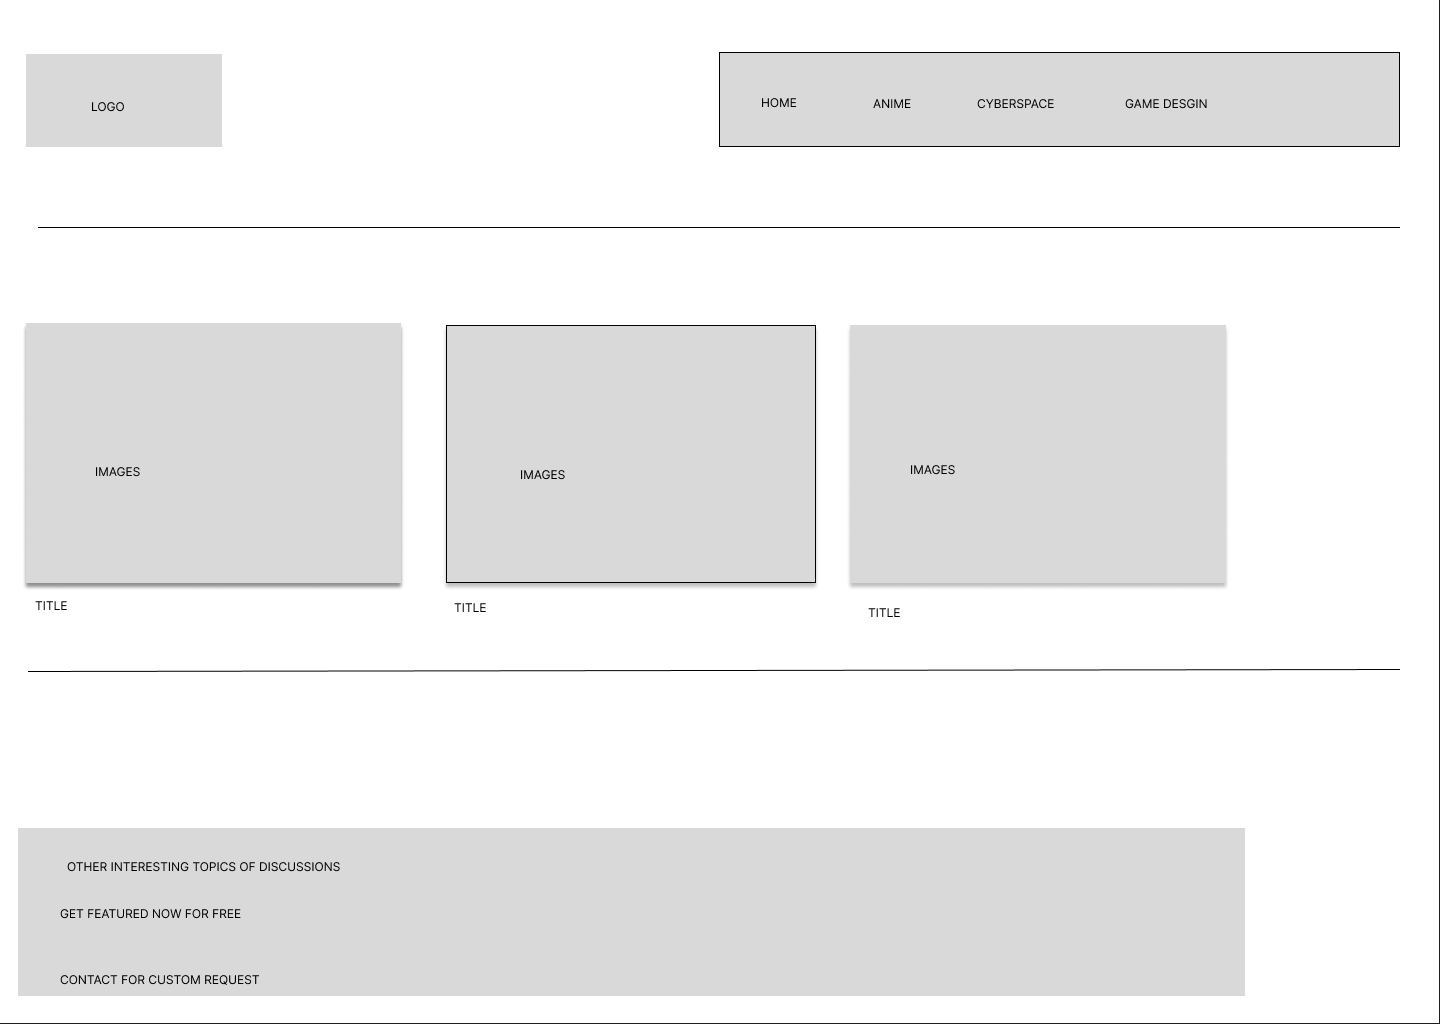 LOGO
HOME
ANIME
CYBERSPACE
GAME DESGIN
IMAGES
IMAGES
IMAGES
TITLE
TITLE
TITLE
OTHER INTERESTING TOPICS OF DISCUSSIONS
GET FEATURED NOW FOR FREE
CONTACT FOR CUSTOM REQUEST